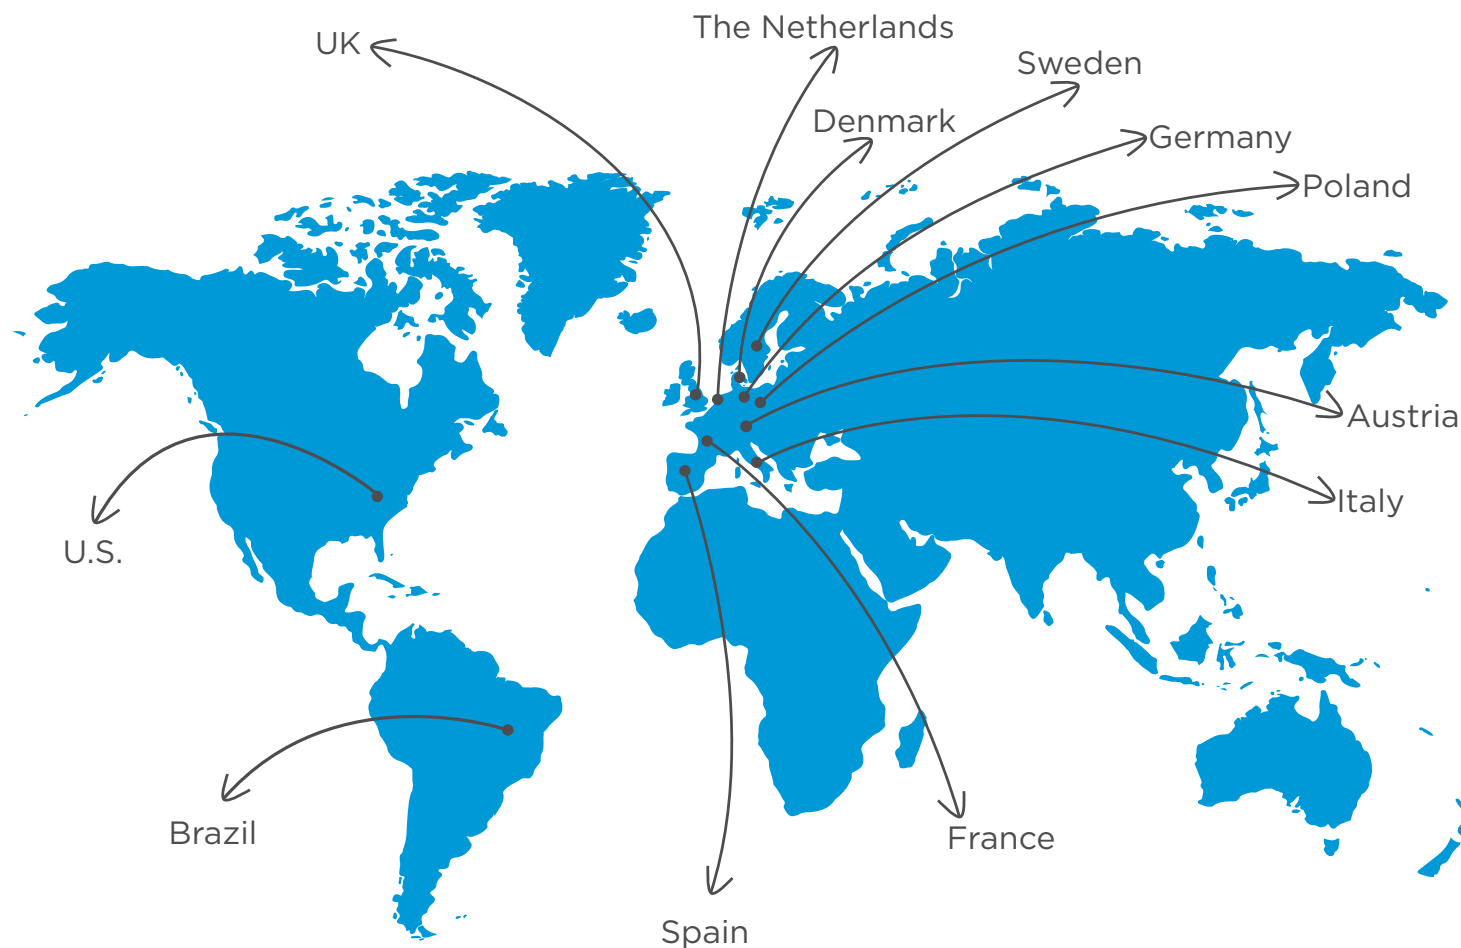 The Netherlands
UK
Sweden
Denmark
Germany
Poland
Austria
Italy
U.S.
Brazil
France
Spain